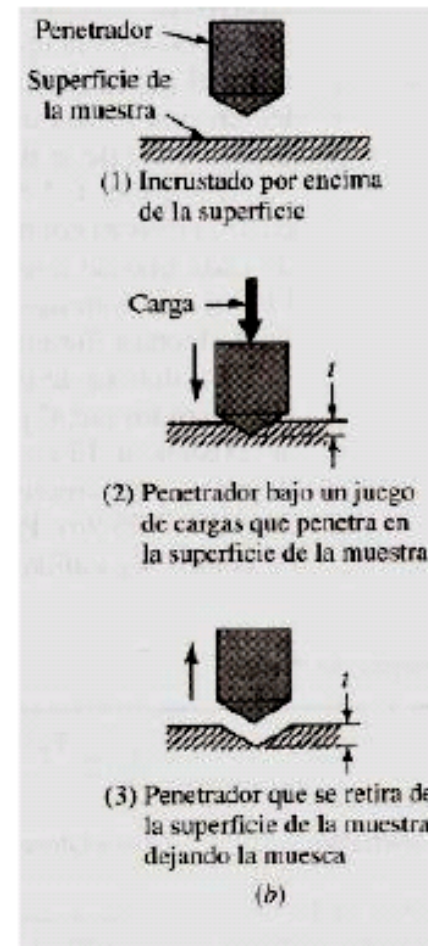 Penetrador
Superficie de
la muestra
(1) Incrustado por encima
de la superficie
Carga
t
(2) Penetrador bajo un juego
de cargas que penetra en
la superficie de la muestra
t
(3) Penetrador que se retira de
la superficie de la muestra
dejando la muesca
(b)